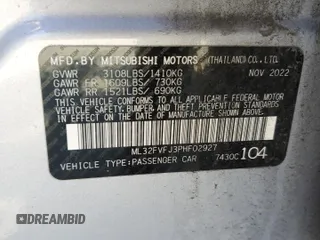 MFD.BY MITSUBISHI MOTORS (THAILAND)CO.,LTD.
GVWR 3108LBS/1410KG NOV 2022
GAWR FR 1609LBS/ 730KG
GAWR RR 1521LBS/ 690KG
THIS VEHICLE CONFORMS TO ALL APPLICABLE FEDERAL MOTOR
VEHICLE SAFETY, BUMPER, AND THEFT PREVENTION STANDARDS
IN EFFECT ON THE DATE OF MANUFACTURE SHOWN ABOVE.
ML32FVFJ3PHF02927
VEHICLE TYPE:PASSENGER CAR 7430C 104
DREAMBID